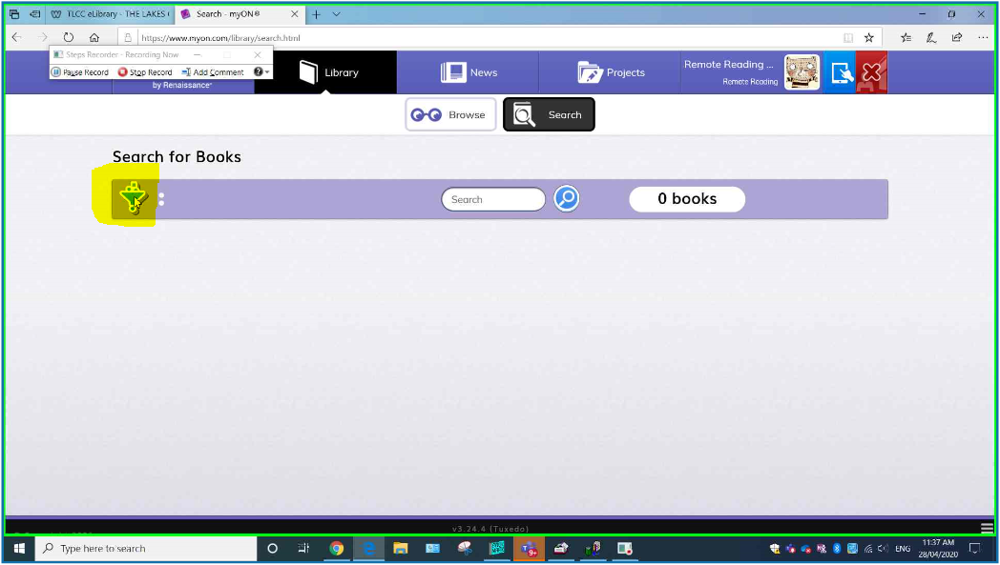 TLCC eLibrary - THE LAKES
Search - myON®
https://www.myon.com/library/search.html
Steps Recorder - Recording Now
Pause Record Stop Record Add Comment
by Renaissance
Library
News
Projects
Remote Reading ...
Remote Reading
Browse
Search
Search for Books
:
Search
0 books
v3.24.4 (Tuxedo)
Type here to search
9+
ENG
11:37 AM
28/04/2020